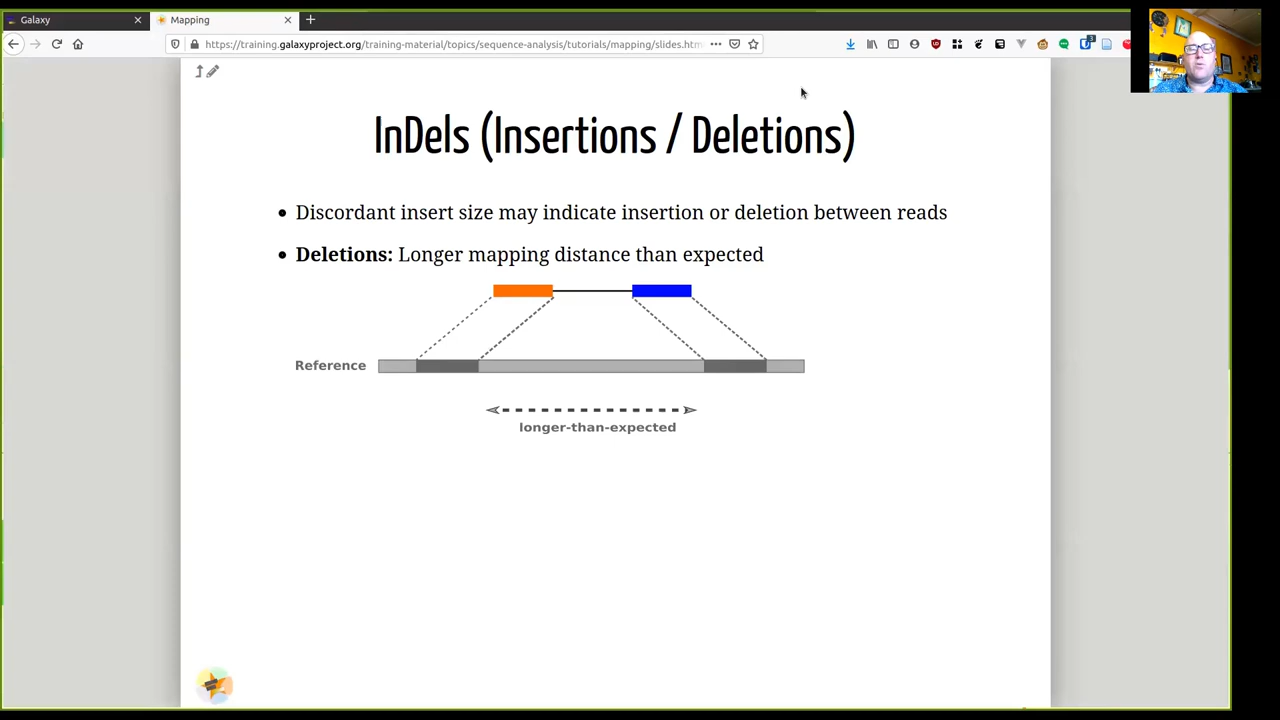 Galaxy
Mapping
https://training.galaxyproject.org/training-material/topics/sequence-analysis/tutorials/mapping/slides.htm
InDels (Insertions / Deletions)
Discordant insert size may indicate insertion or deletion between reads
Deletions: Longer mapping distance than expected
Reference
longer-than-expected